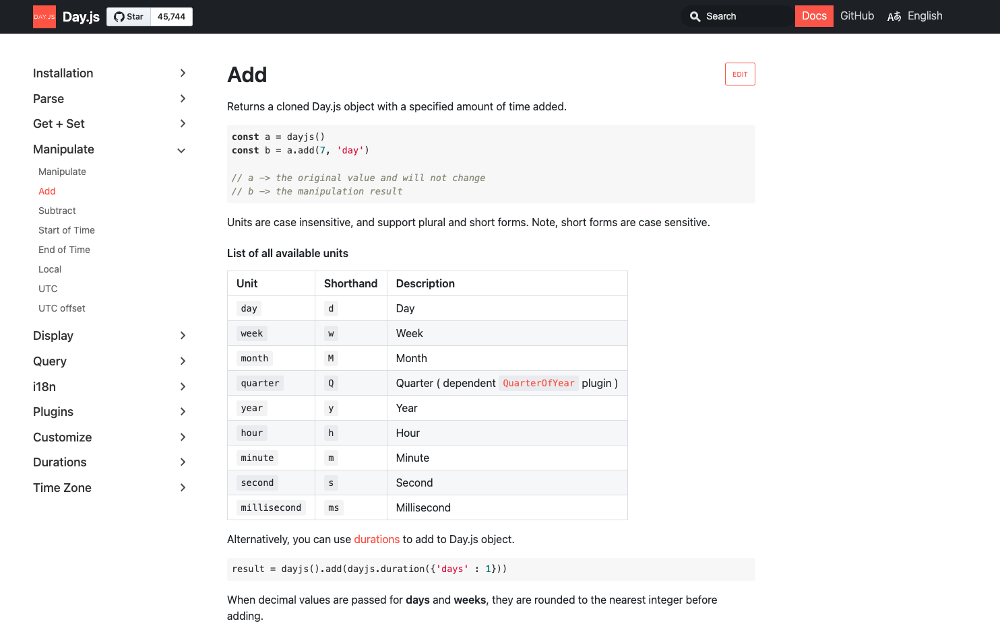 DAY.JS Day.js Star 45,744 Search Docs GitHub Aあ English
Installation
Parse
Get + Set
Manipulate
Manipulate
Add
Subtract
Start of Time
End of Time
Local
UTC
UTC offset
Display
Query
i18n
Plugins
Customize
Durations
Time Zone
Add EDIT
Returns a cloned Day.js object with a specified amount of time added.
const a = dayjs()
const b = a.add(7, 'day')
// a -> the original value and will not change
// b -> the manipulation result
Units are case insensitive, and support plural and short forms. Note, short forms are case sensitive.
List of all available units
Unit Shorthand Description
day d Day
week w Week
month M Month
quarter Q Quarter ( dependent QuarterOfYear plugin )
year y Year
hour h Hour
minute m Minute
second s Second
millisecond ms Millisecond
Alternatively, you can use durations to add to Day.js object.
result = dayjs().add(dayjs.duration({'days' : 1}))
When decimal values are passed for days and weeks, they are rounded to the nearest integer before
adding.